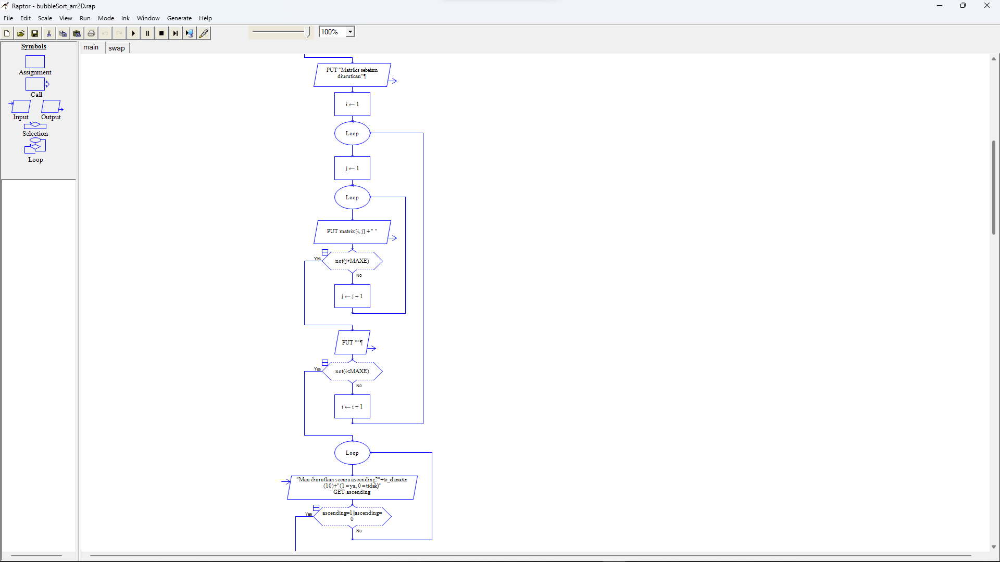 Raptor - bubbleSort_arr2D.rap
File Edit Scale View Run Mode Ink Window Generate Help
100%
Symbols
Assignment
Call
Input Output
Selection
Loop
main swap
PUT "Matriks sebelum
diurutkan"¶
i ← 1
Loop
j ← 1
Loop
PUT matrix[i, j] + " "
Yes
not(j<MAXE)
No
j ← j + 1
PUT ""¶
Yes
not(i<MAXE)
No
i ← i + 1
Loop
"Mau diurutkan secara ascending?"+to_character
(10)+"(1 = ya, 0 = tidak)"
GET ascending
Yes
ascending=1||ascending=
0
No